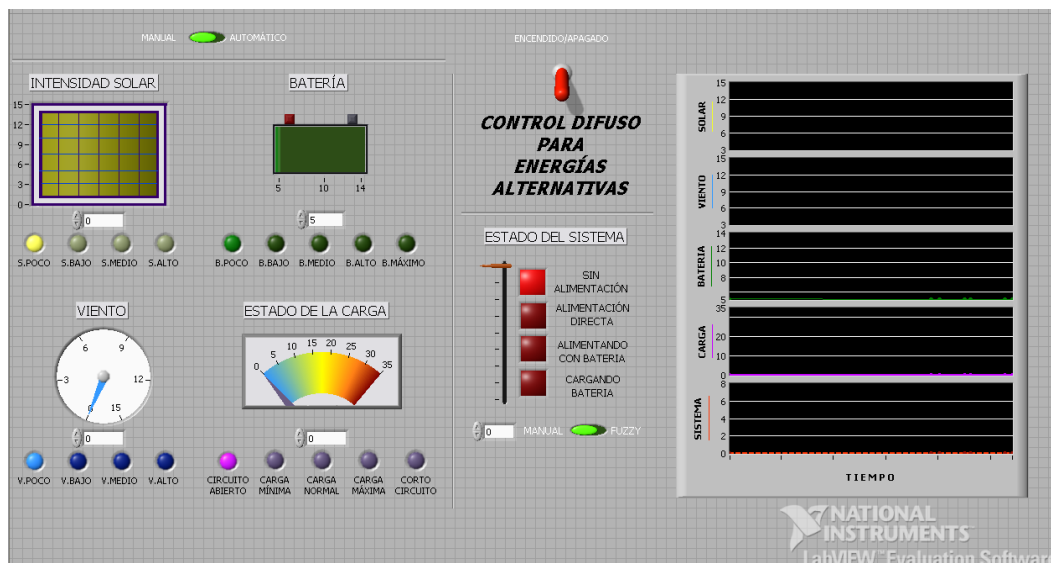 MANUAL AUTOMÁTICO
ENCENDIDO/APAGADO
INTENSIDAD SOLAR
15
12
9
6
3
0
0
S.POCO S.BAJO S.MEDIO S.ALTO
BATERÍA
5 10 14
5
B.POCO B.BAJO B.MEDIO B.ALTO B.MÁXIMO
CONTROL DIFUSO
PARA
ENERGÍAS
ALTERNATIVAS
VIENTO
3 6 9 12 15
0
V.POCO V.BAJO V.MEDIO V.ALTO
ESTADO DE LA CARGA
0 5 10 15 20 25 30 35
0
CIRCUITO ABIERTO
CARGA MÍNIMA
CARGA NORMAL
CARGA MÁXIMA
CORTO CIRCUITO
ESTADO DEL SISTEMA
SIN
ALIMENTACIÓN
ALIMENTACIÓN
DIRECTA
ALIMENTANDO
CON BATERIA
CARGANDO
BATERIA
0 MANUAL FUZZY
SOLAR
15
12
9
6
3
VIENTO
15
12
9
6
3
BATERIA
14
12
10
8
5
CARGA
35
20
10
0
SISTEMA
8
6
4
2
0
TIEMPO
NATIONAL
INSTRUMENTS™
LabVIEW™ Evaluation Software